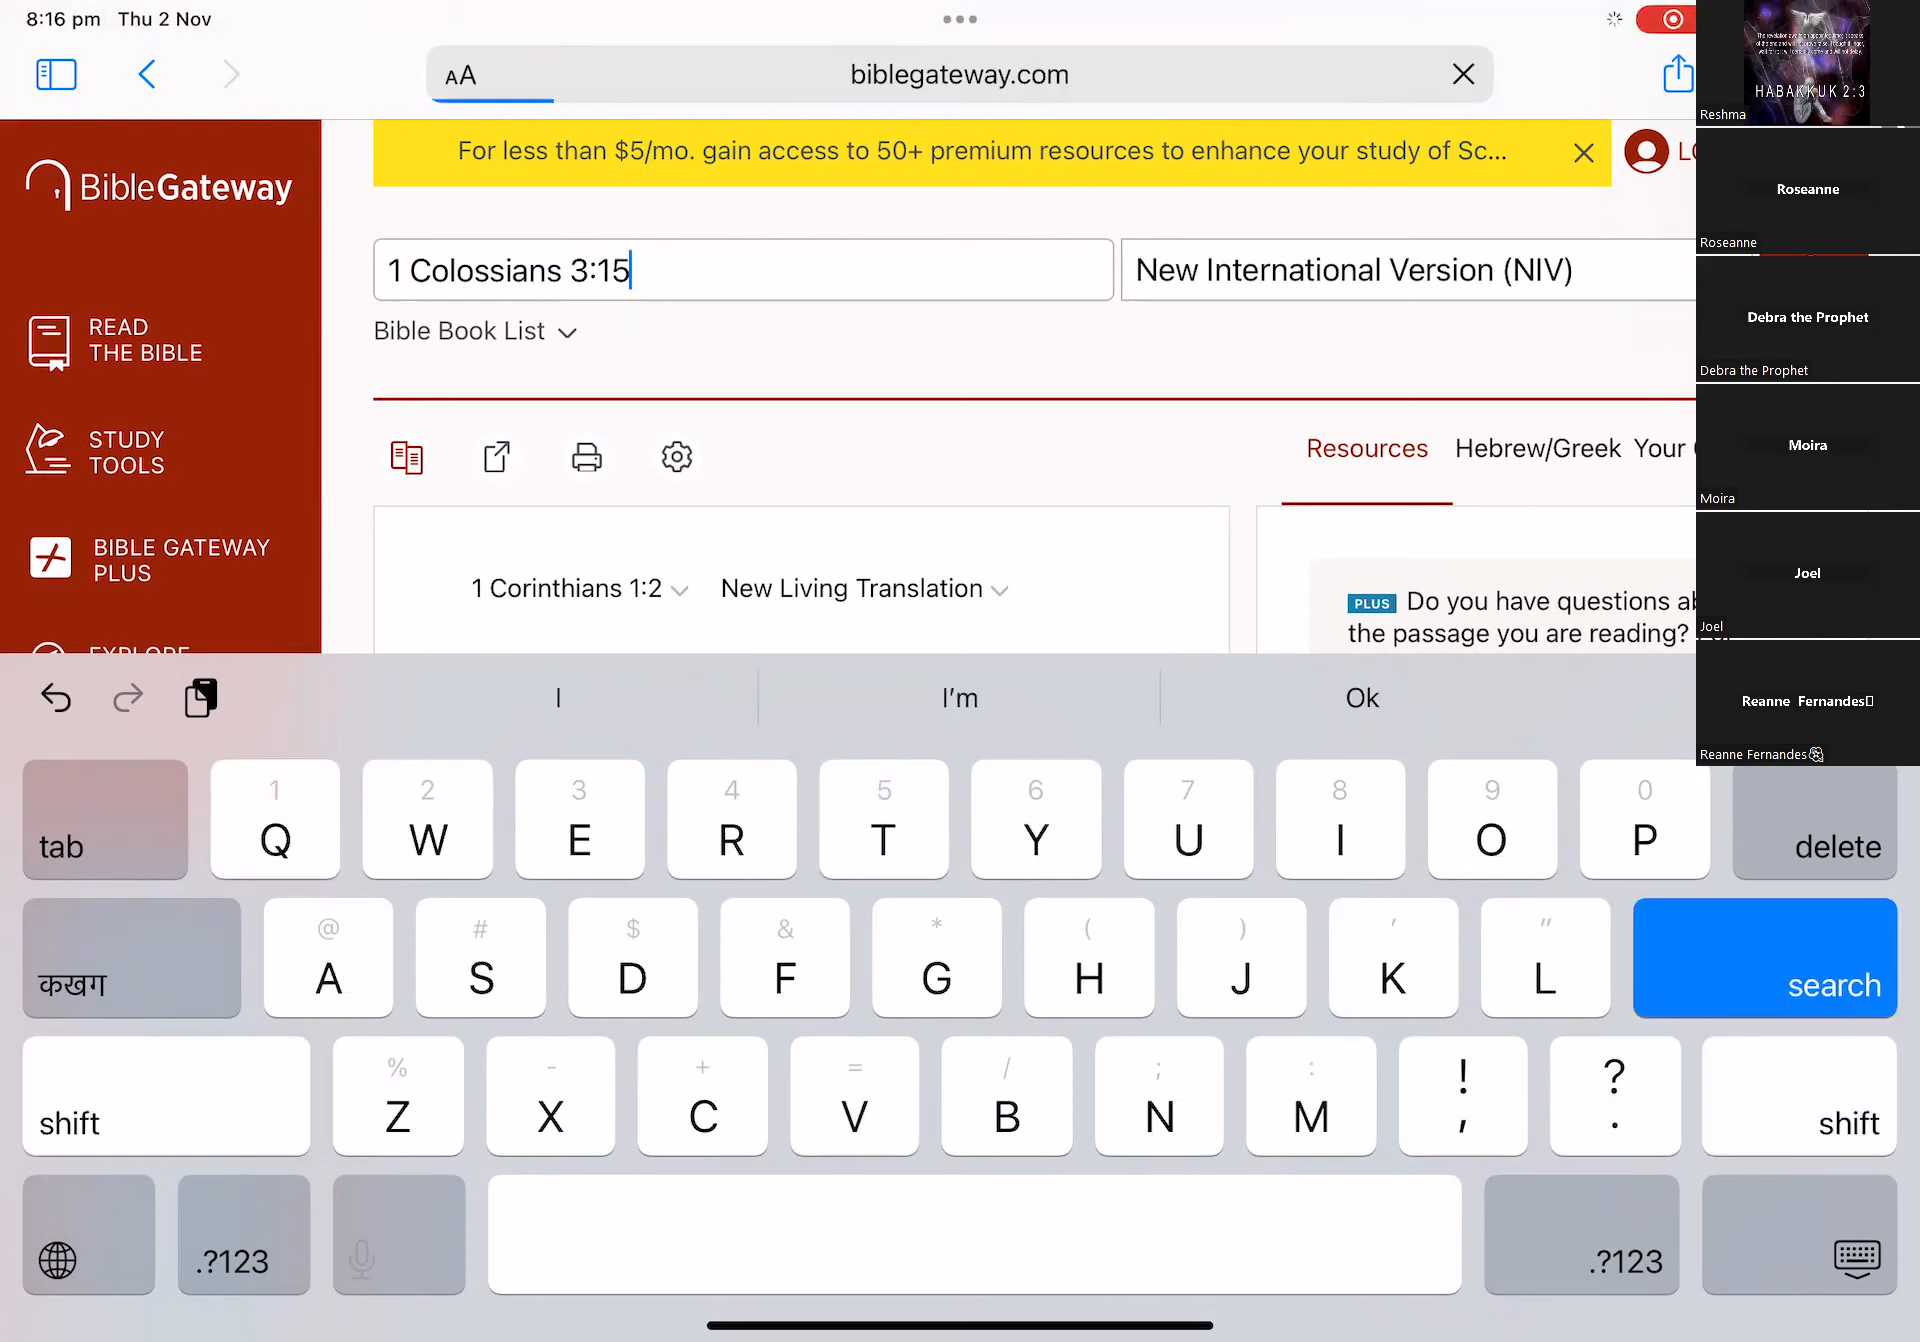 8:16 pm Thu 2 Nov
AA
biblegateway.com
BibleGateway
For less than $5/mo. gain access to 50+ premium resources to enhance your study of Sc...
1 Colossians 3:15
New International Version (NIV)
Bible Book List
READ
THE BIBLE
STUDY
TOOLS
BIBLE GATEWAY
PLUS
Resources Hebrew/Greek Your
1 Corinthians 1:2 New Living Translation
PLUS Do you have questions
the passage you are reading?
HABAKKUK 2:3
Reshma
Roseanne
Roseanne
Debra the Prophet
Debra the Prophet
Moira
Moira
Joel
Joel
Reanne Fernandes
Reanne Fernandes
I I'm Ok
1 2 3 4 5 6 7 8 9 0
tab Q W E R T Y U I O P delete
@ # $ & * ( ) ' "
कखग A S D F G H J K L search
% - + = / ; : ! ?
shift Z X C V B N M , . shift
.?123 .?123